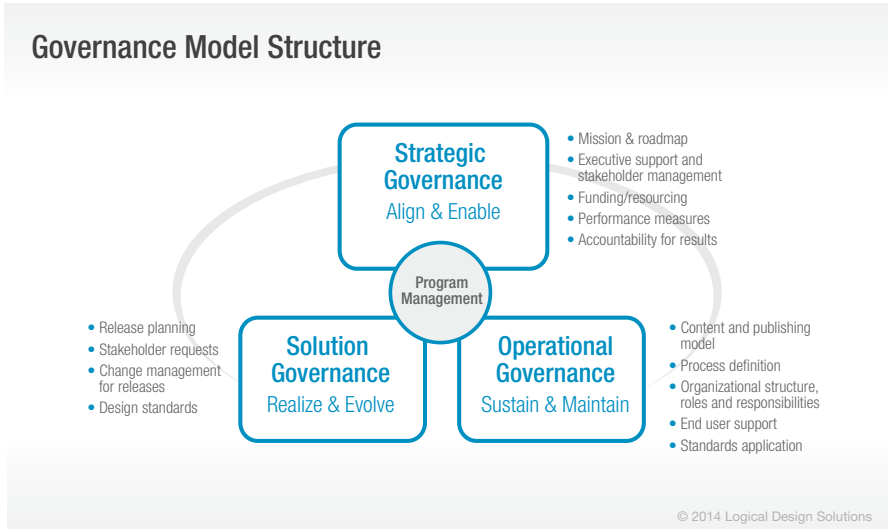 Governance Model Structure
Strategic
Governance
Align & Enable
• Mission & roadmap
• Executive support and
stakeholder management
• Funding/resourcing
• Performance measures
• Accountability for results
Program
Management
• Release planning
• Stakeholder requests
• Change management
for releases
• Design standards
Solution
Governance
Realize & Evolve
Operational
Governance
Sustain & Maintain
• Content and publishing
model
• Process definition
• Organizational structure,
roles and responsibilities
• End user support
• Standards application
© 2014 Logical Design Solutions